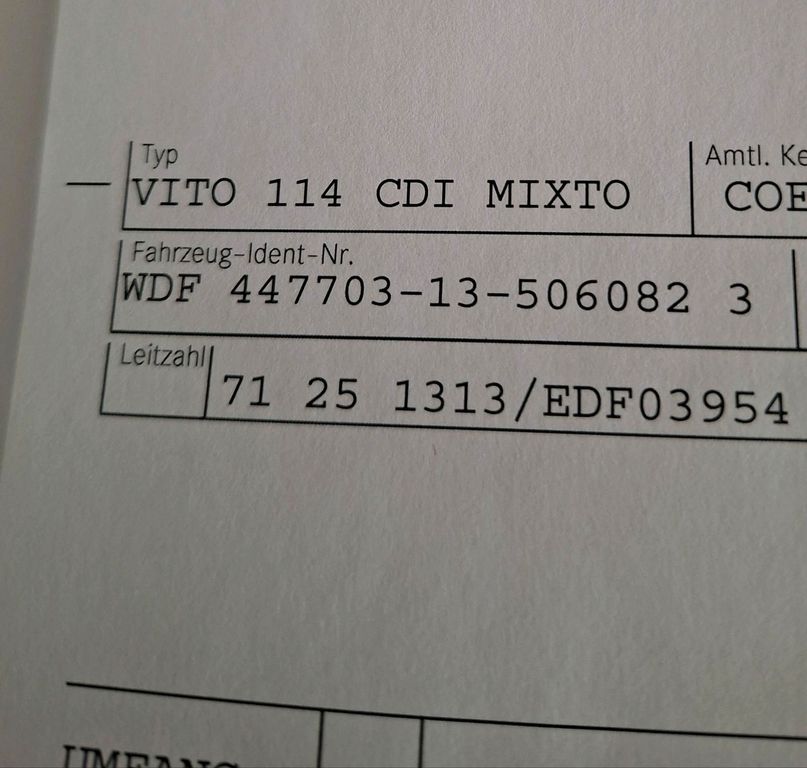 Typ
VITO 114 CDI MIXTO
Amtl. Ke
COE
Fahrzeug-Ident-Nr.
WDF 447703-13-506082 3
Leitzahl
71 25 1313/EDF03954
UMFANG